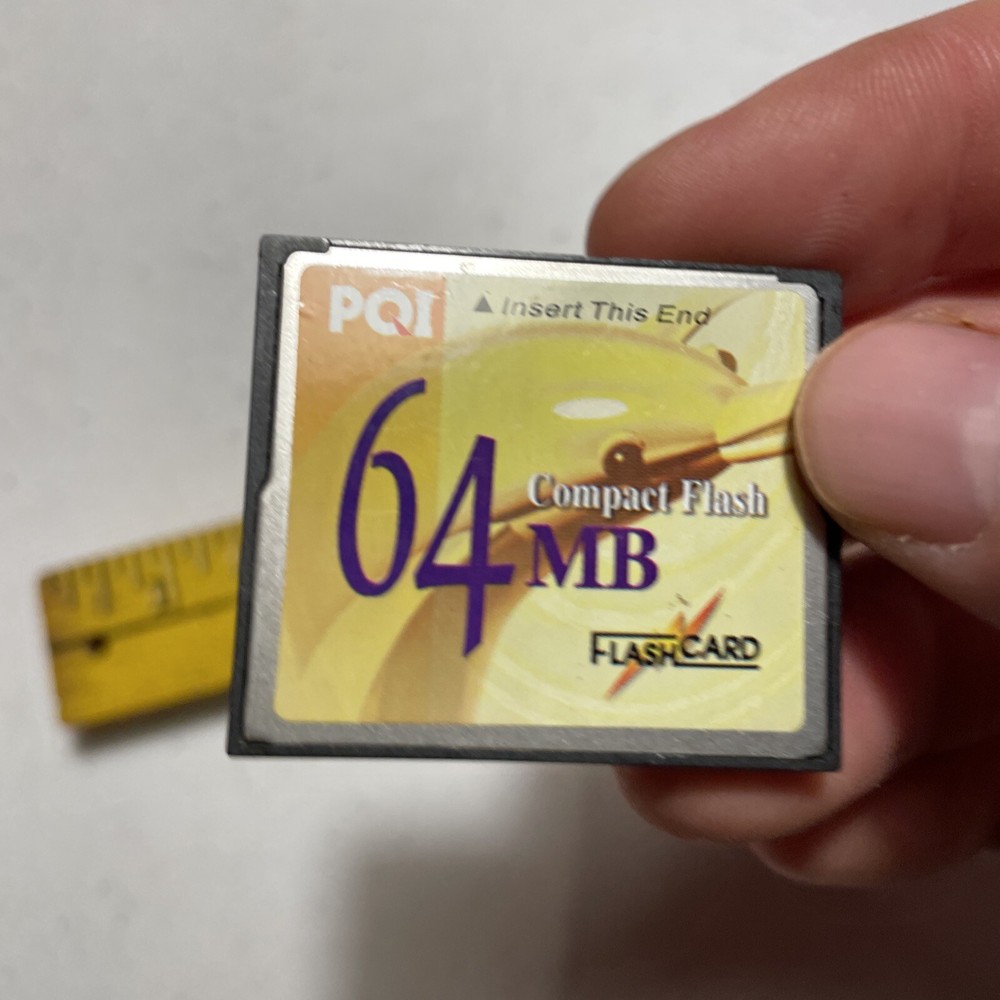 PQI
▲ Insert This End
64
Compact Flash
MB
FLASHCARD